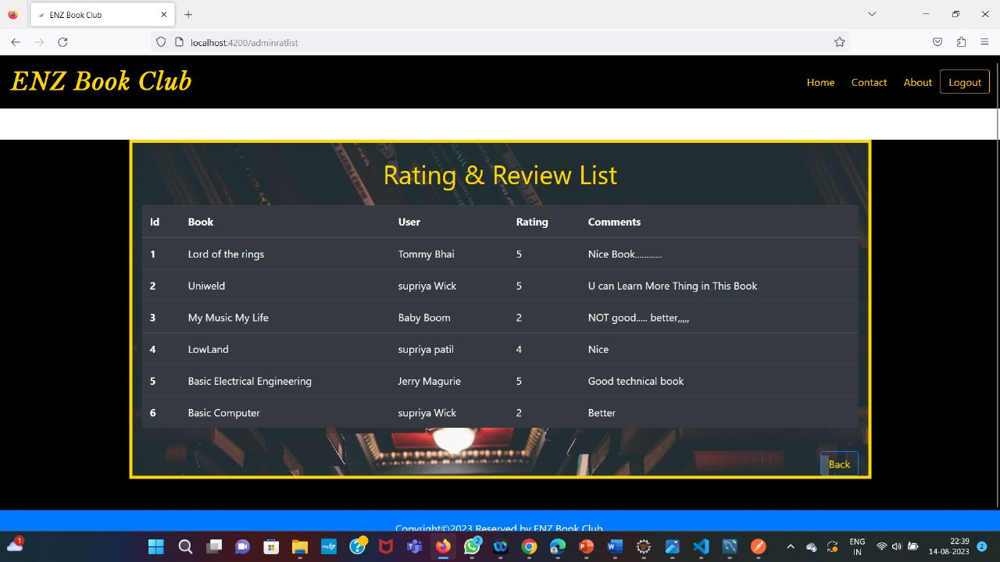 ENZ Book Club
localhost:4200/adminratlist
ENZ Book Club
Home Contact About Logout
Rating & Review List
Id Book User Rating Comments
1 Lord of the rings Tommy Bhai 5 Nice Book............
2 Uniweld supriya Wick 5 U can Learn More Thing in This Book
3 My Music My Life Baby Boom 2 NOT good..... better,,,,,
4 LowLand supriya patil 4 Nice
5 Basic Electrical Engineering Jerry Magurie 5 Good technical book
6 Basic Computer supriya Wick 2 Better
Back
Copyright©2023 Reserved by ENZ Book Club
1
2
ENG
IN
22:39
14-08-2023
2